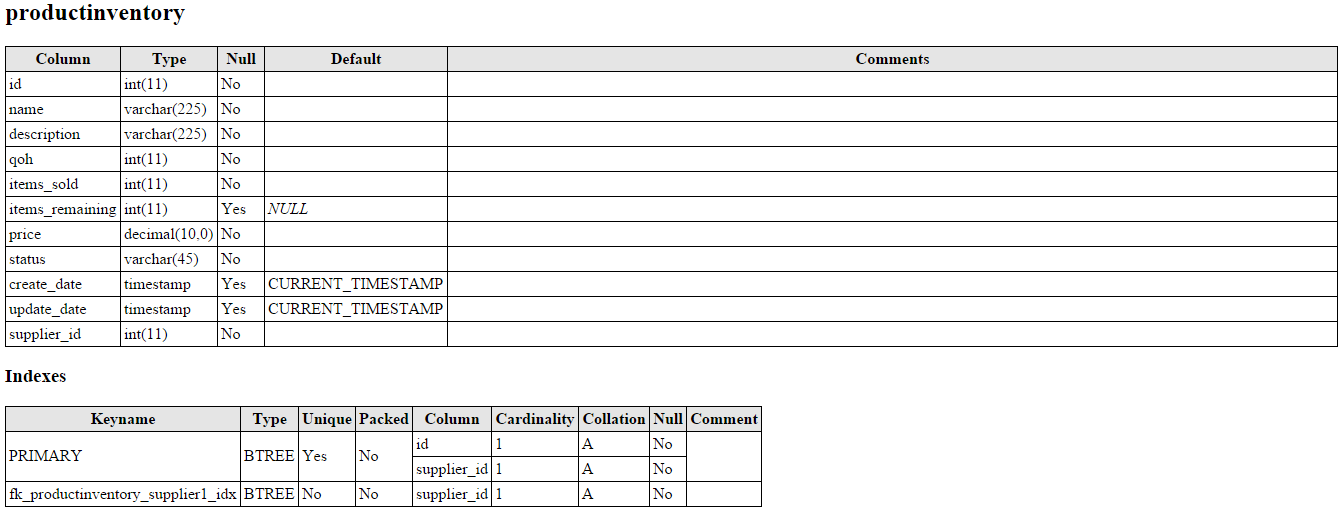 productinventory
Column Type Null Default Comments
id int(11) No
name varchar(225) No
description varchar(225) No
qoh int(11) No
items_sold int(11) No
items_remaining int(11) Yes NULL
price decimal(10,0) No
status varchar(45) No
create_date timestamp Yes CURRENT_TIMESTAMP
update_date timestamp Yes CURRENT_TIMESTAMP
supplier_id int(11) No
Indexes
Keyname Type Unique Packed Column Cardinality Collation Null Comment
PRIMARY BTREE Yes No id 1 A No
supplier_id 1 A No
fk_productinventory_supplier1_idx BTREE No No supplier_id 1 A No